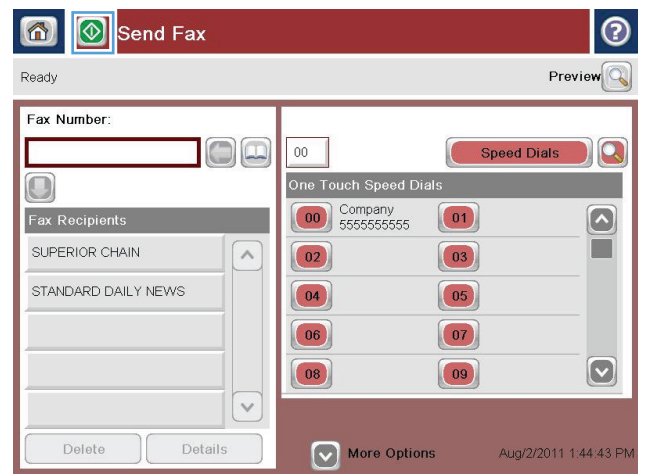 Send Fax
?
Ready
Preview
Fax Number:
00
Speed Dials
One Touch Speed Dials
00 Company 01
5555555555
Fax Recipients
SUPERIOR CHAIN
02 03
STANDARD DAILY NEWS
04 05
06 07
08 09
Delete Details
More Options
Aug/2/2011 1:44:43 PM